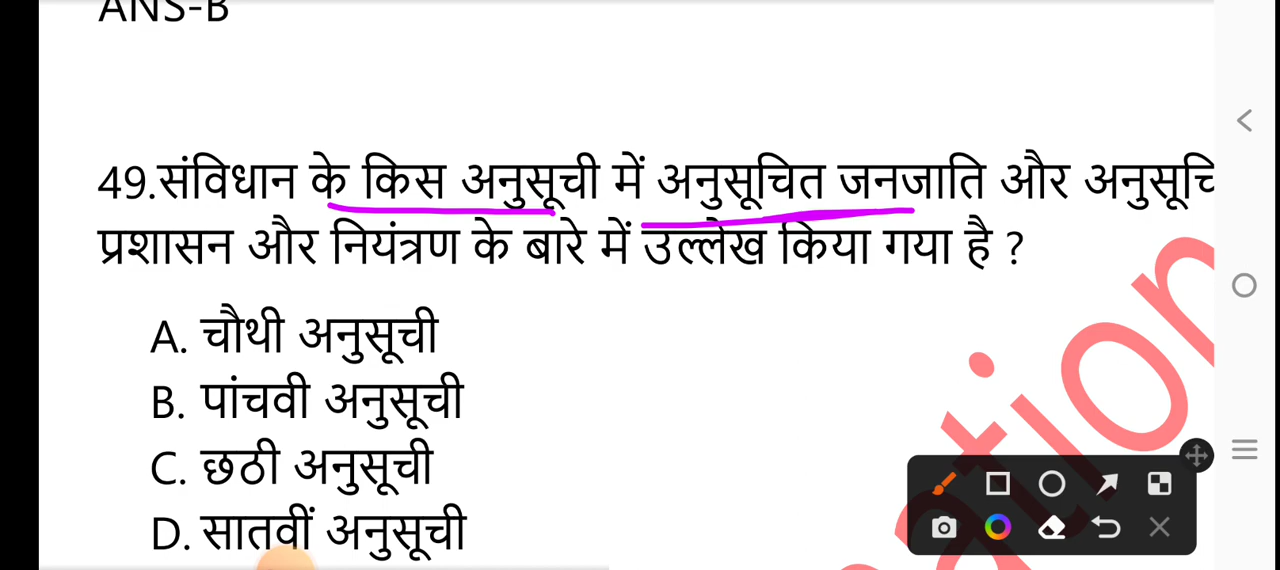 ANS-B
49.संविधान के किस अनुसूची में अनुसूचित जनजाति और अनुसूचि
प्रशासन और नियंत्रण के बारे में उल्लेख किया गया है ?
A. चौथी अनुसूची
B. पांचवी अनुसूची
C. छठी अनुसूची
D. सातवीं अनुसूची
ation